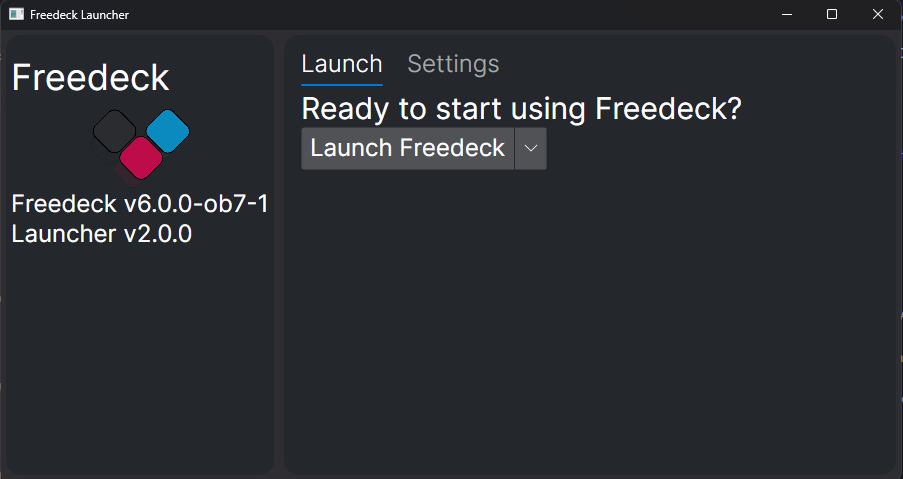 Freedeck Launcher
Freedeck
Freedeck v6.0.0-ob7-1
Launcher v2.0.0
Launch Settings
Ready to start using Freedeck?
Launch Freedeck